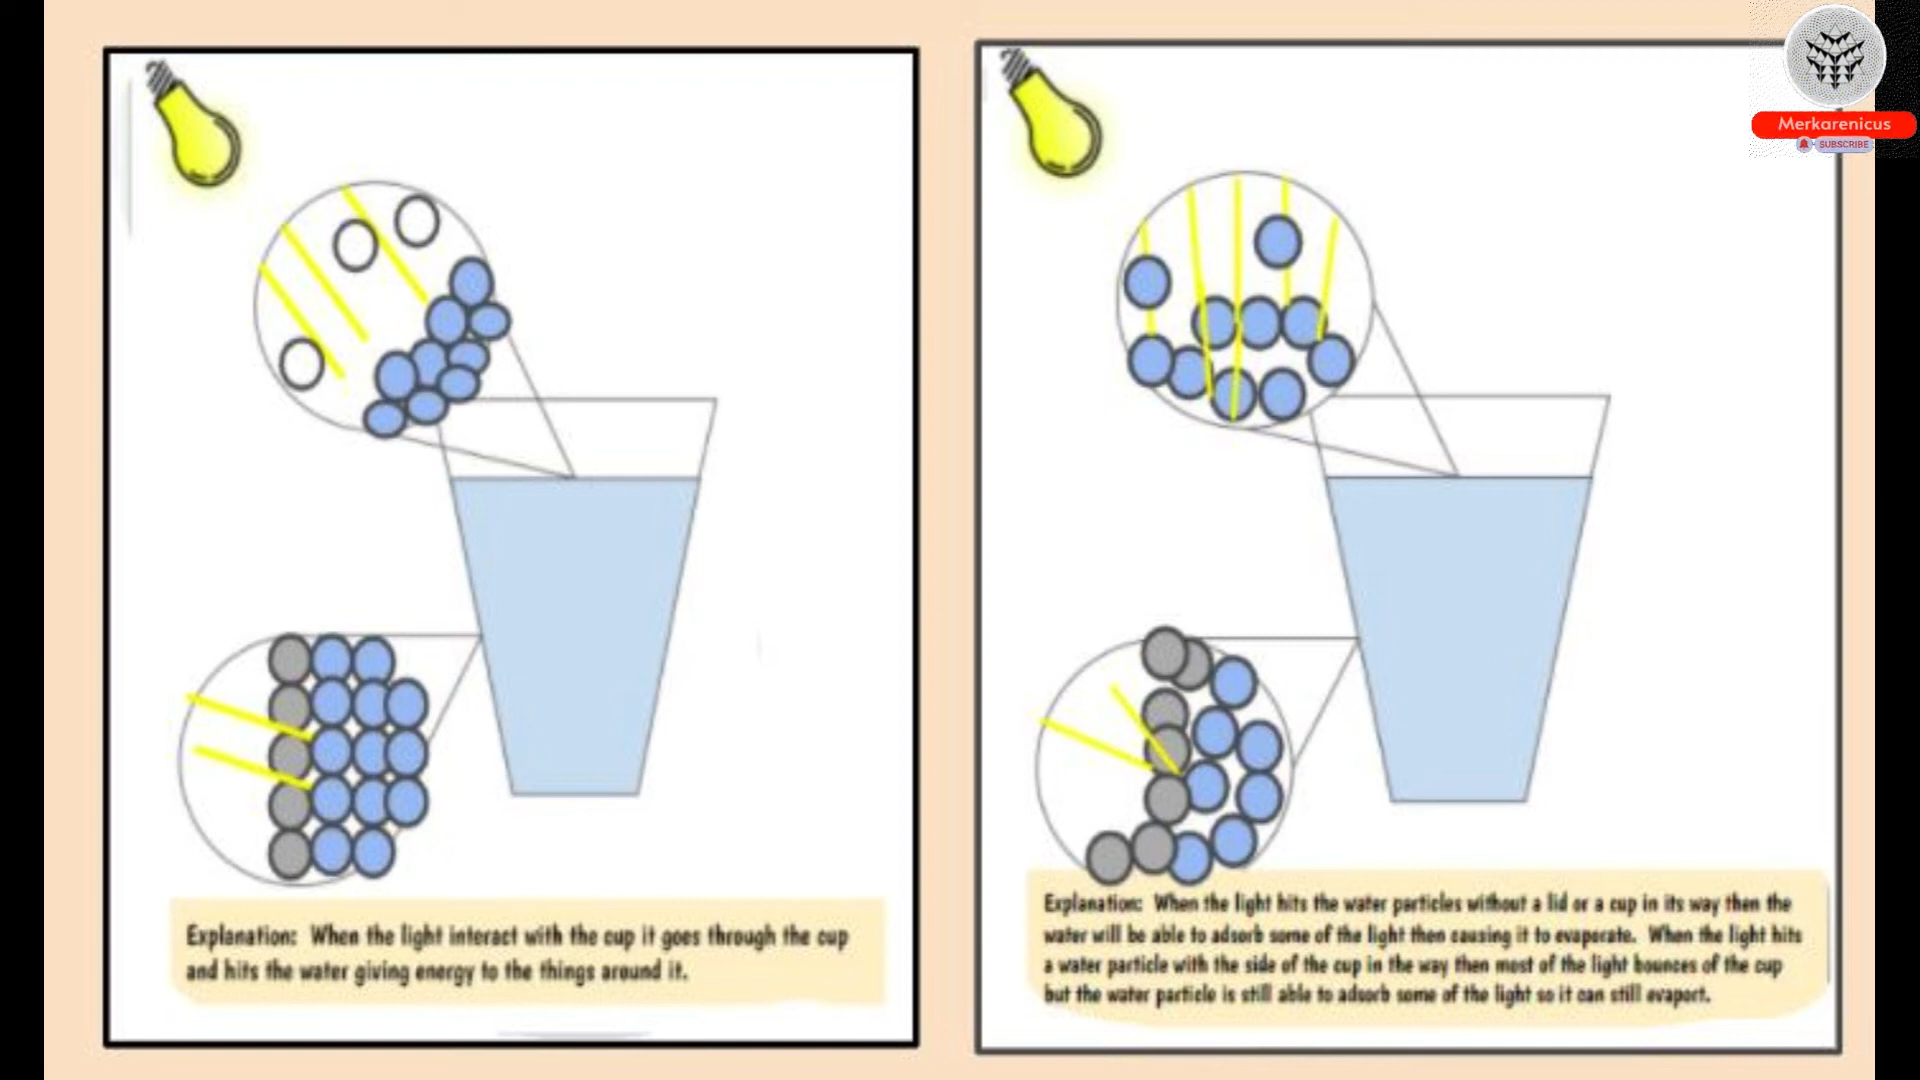 Merkarenicus
SUBSCRIBE
Explanation: When the light interact with the cup it goes through the cup
and hits the water giving energy to the things around it.
Explanation: When the light hits the water particles without a lid or a cup in its way then the
water will be able to adsorb some of the light then causing it to evaporate. When the light hits
a water particle with the side of the cup in the way then most of the light bounces of the cup
but the water particle is still able to adsorb some of the light so it can still evaport.